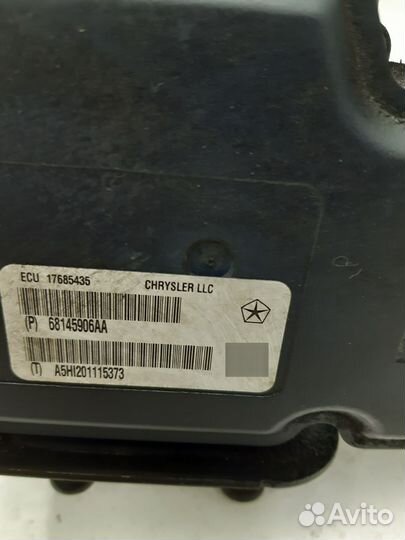 ECU 17685435 CHRYSLER LLC
(P) 68145906AA
(T) A5HI201115373
Avito